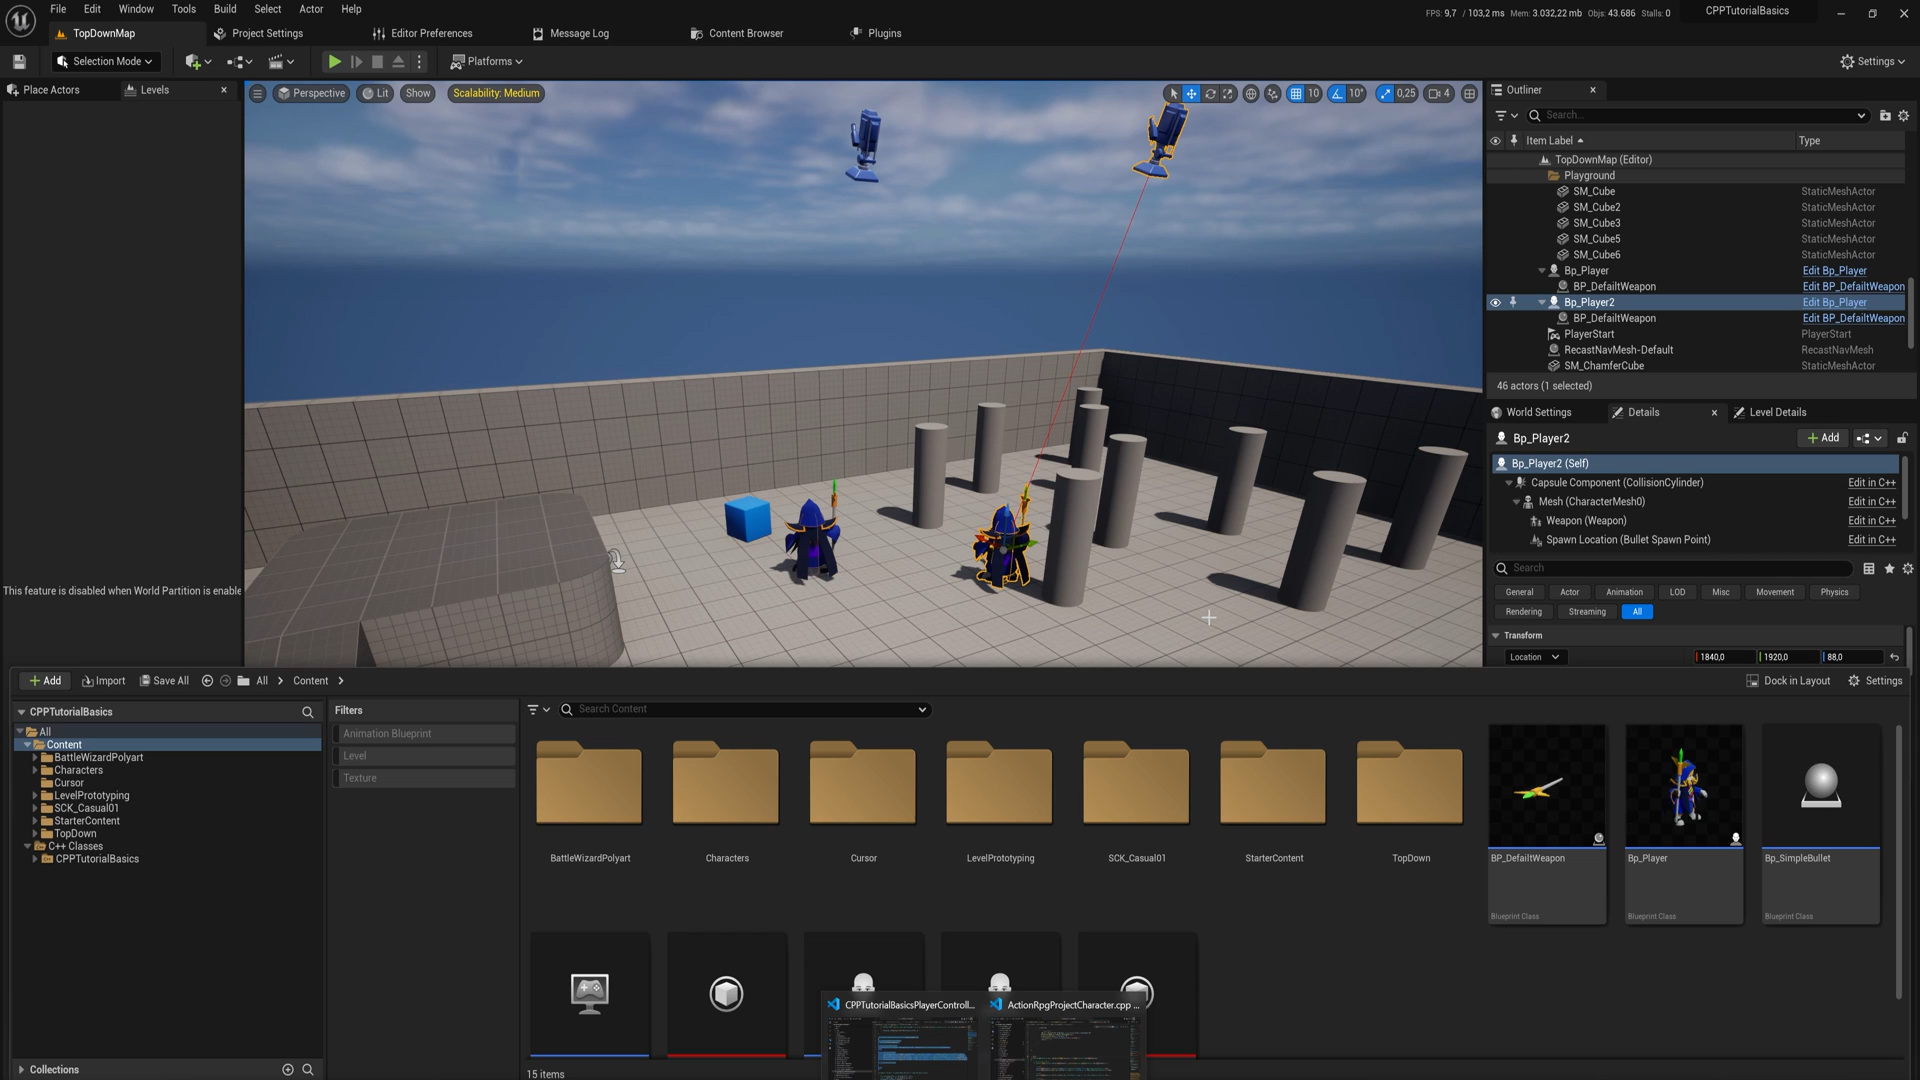 File Edit Window Tools Build Select Actor Help
FPS: 9,7 / 103,2 ms Mem: 3.032,22 mb Objs: 43.686 Stalls: 0
CPPTutorialBasics
TopDownMap
Project Settings
Editor Preferences
Message Log
Content Browser
Plugins
Selection Mode
Platforms
Settings
Place Actors
Levels
This feature is disabled when World Partition is enable
Perspective
Lit
Show
Scalability: Medium
10
10°
0,25
4
Outliner
Search...
Item Label
Type
TopDownMap (Editor)
Playground
SM_Cube StaticMeshActor
SM_Cube2 StaticMeshActor
SM_Cube3 StaticMeshActor
SM_Cube5 StaticMeshActor
SM_Cube6 StaticMeshActor
Bp_Player Edit Bp_Player
BP_DefailtWeapon Edit BP_DefailtWeapon
Bp_Player2 Edit Bp_Player
BP_DefailtWeapon Edit BP_DefailtWeapon
PlayerStart PlayerStart
RecastNavMesh-Default RecastNavMesh
SM_ChamferCube StaticMeshActor
46 actors (1 selected)
World Settings
Details
Level Details
Bp_Player2
Add
Bp_Player2 (Self)
Capsule Component (CollisionCylinder) Edit in C++
Mesh (CharacterMesh0) Edit in C++
Weapon (Weapon) Edit in C++
Spawn Location (Bullet Spawn Point) Edit in C++
Search
General Actor Animation LOD Misc Movement Physics
Rendering Streaming All
Transform
Location 1840,0 1920,0 88,0
Add
Import
Save All
All
Content
Dock in Layout
Settings
CPPTutorialBasics
All
Content
BattleWizardPolyart
Characters
Cursor
LevelPrototyping
SCK_Casual01
StarterContent
TopDown
C++ Classes
CPPTutorialBasics
Collections
Filters
Animation Blueprint
Level
Texture
Search Content
BattleWizardPolyart
Characters
Cursor
LevelPrototyping
SCK_Casual01
StarterContent
TopDown
BP_DefailtWeapon
Blueprint Class
Bp_Player
Blueprint Class
Bp_SimpleBullet
Blueprint Class
CPPTutorialBasicsPlayerControll...
ActionRpgProjectCharacter.cpp ...
15 items